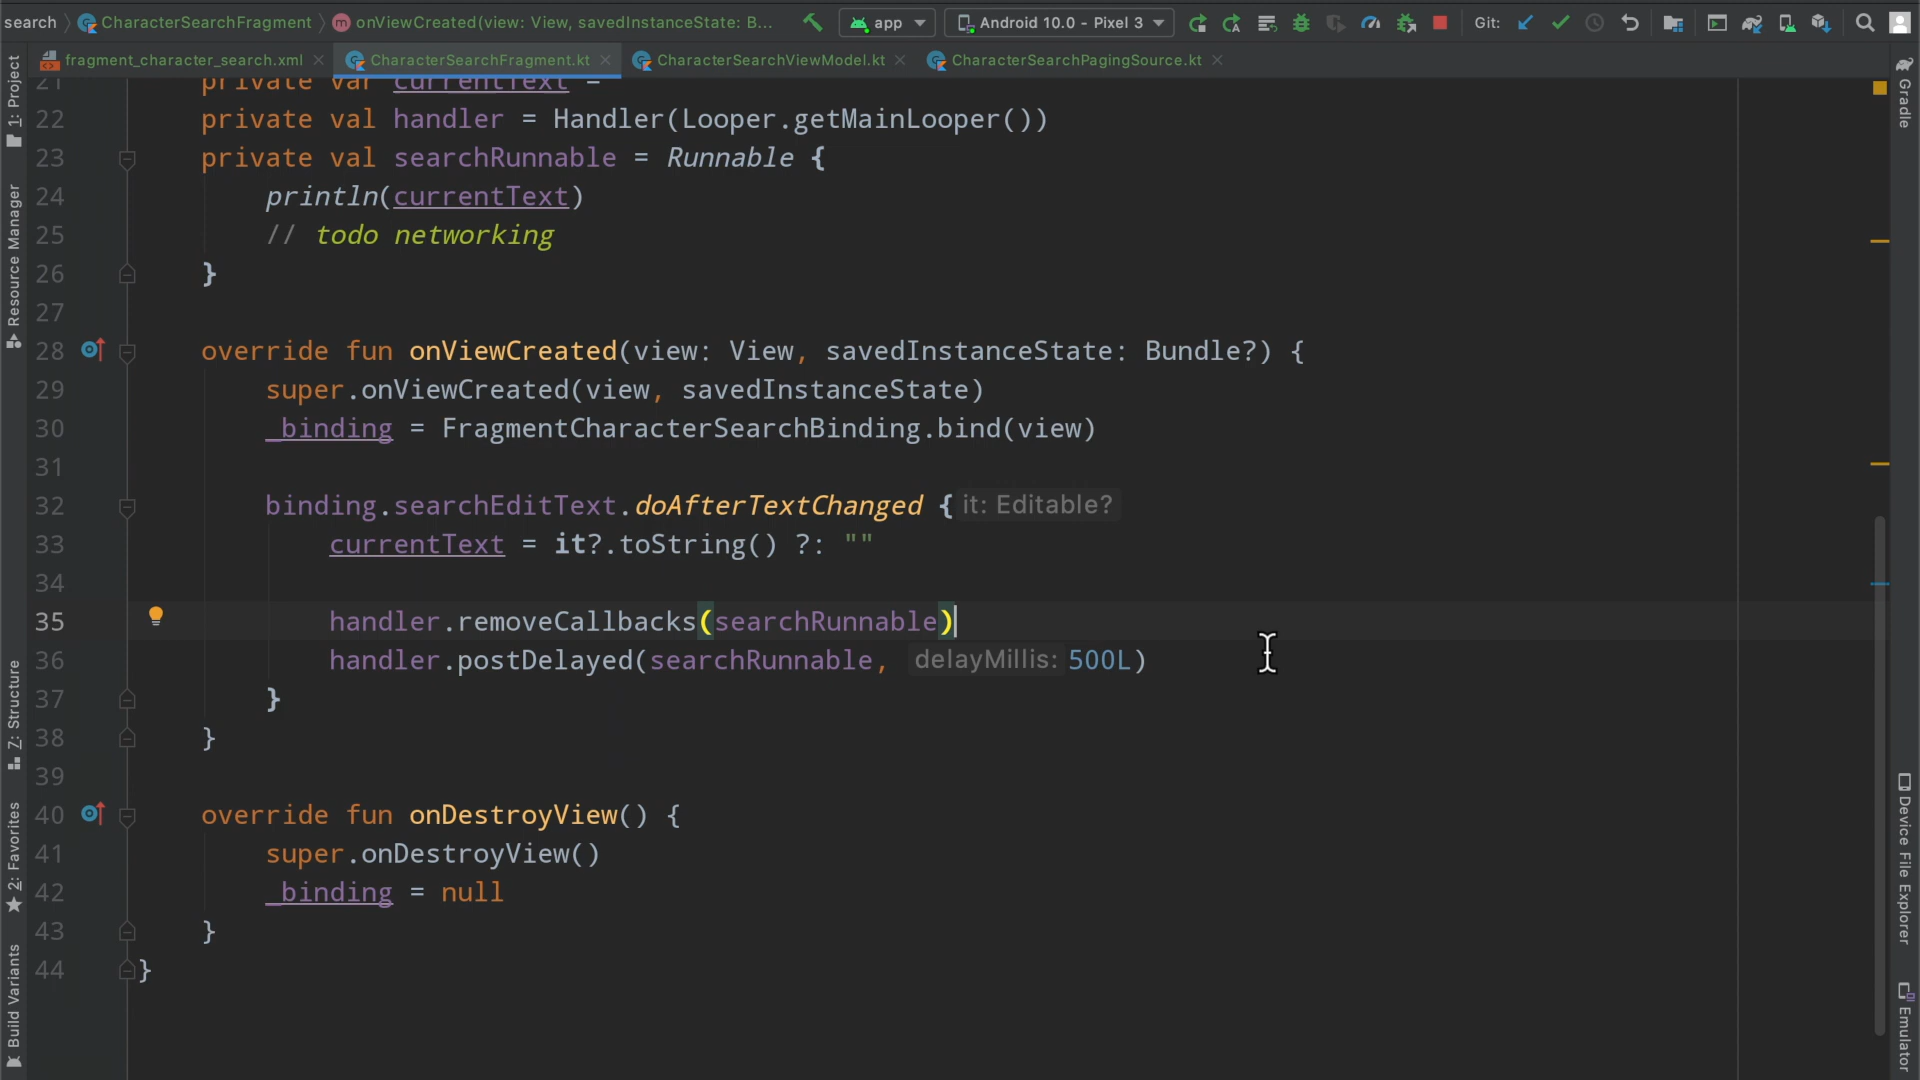 search CharacterSearchFragment onViewCreated(view: View, savedInstanceState: B... app Android 10.0 - Pixel 3 Git:
fragment_character_search.xml CharacterSearchFragment.kt CharacterSearchViewModel.kt CharacterSearchPagingSource.kt
21 private var currentText =
22 private val handler = Handler(Looper.getMainLooper())
23 private val searchRunnable = Runnable {
24 println(currentText)
25 // todo networking
26 }
27
28 override fun onViewCreated(view: View, savedInstanceState: Bundle?) {
29 super.onViewCreated(view, savedInstanceState)
30 _binding = FragmentCharacterSearchBinding.bind(view)
31
32 binding.searchEditText.doAfterTextChanged { it: Editable?
33 currentText = it?.toString() ?: ""
34
35 handler.removeCallbacks(searchRunnable)
36 handler.postDelayed(searchRunnable, delayMillis: 500L)
37 }
38 }
39
40 override fun onDestroyView() {
41 super.onDestroyView()
42 _binding = null
43 }
44 }
1: Project
Resource Manager
Z: Structure
2: Favorites
Build Variants
Gradle
Device File Explorer
Emulator